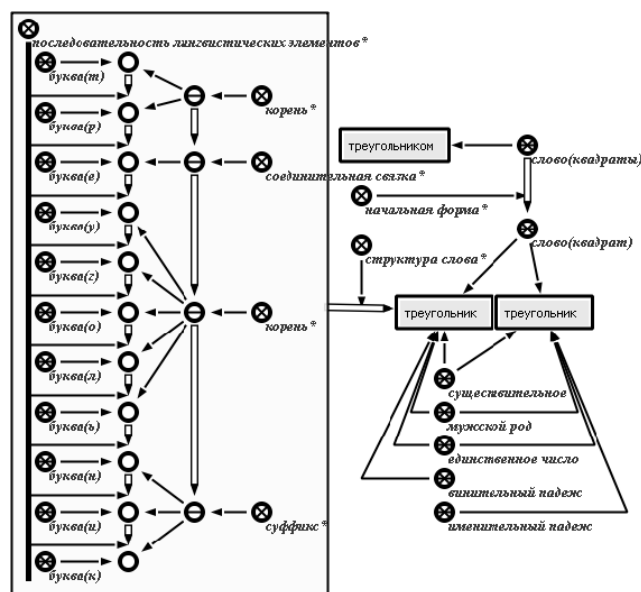 последовательность лингвистических элементов*
буква(т)
буква(р)
корень*
буква(е)
соединительная связка*
буква(у)
буква(г)
буква(о)
корень*
буква(л)
буква(ь)
буква(н)
буква(и)
суффикс*
буква(к)
треугольником
слово(квадраты)
начальная форма*
слово(квадрат)
структура слова*
треугольник
треугольник
существительное
мужской род
единственное число
винительный падеж
именительный падеж